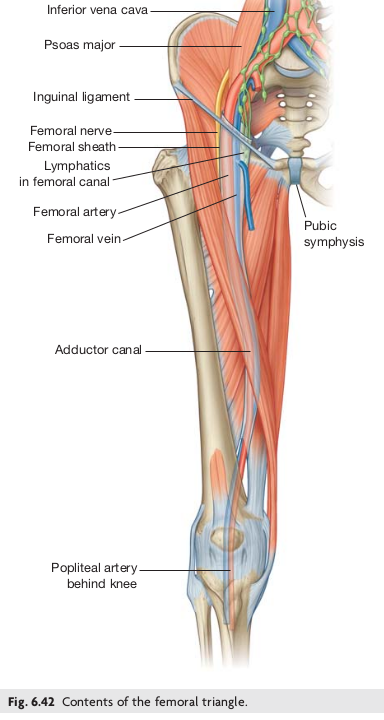 Inferior vena cava
Psoas major
Inguinal ligament
Femoral nerve
Femoral sheath
Lymphatics
in femoral canal
Femoral artery
Femoral vein
Pubic
symphysis
Adductor canal
Popliteal artery
behind knee
Fig. 6.42 Contents of the femoral triangle.